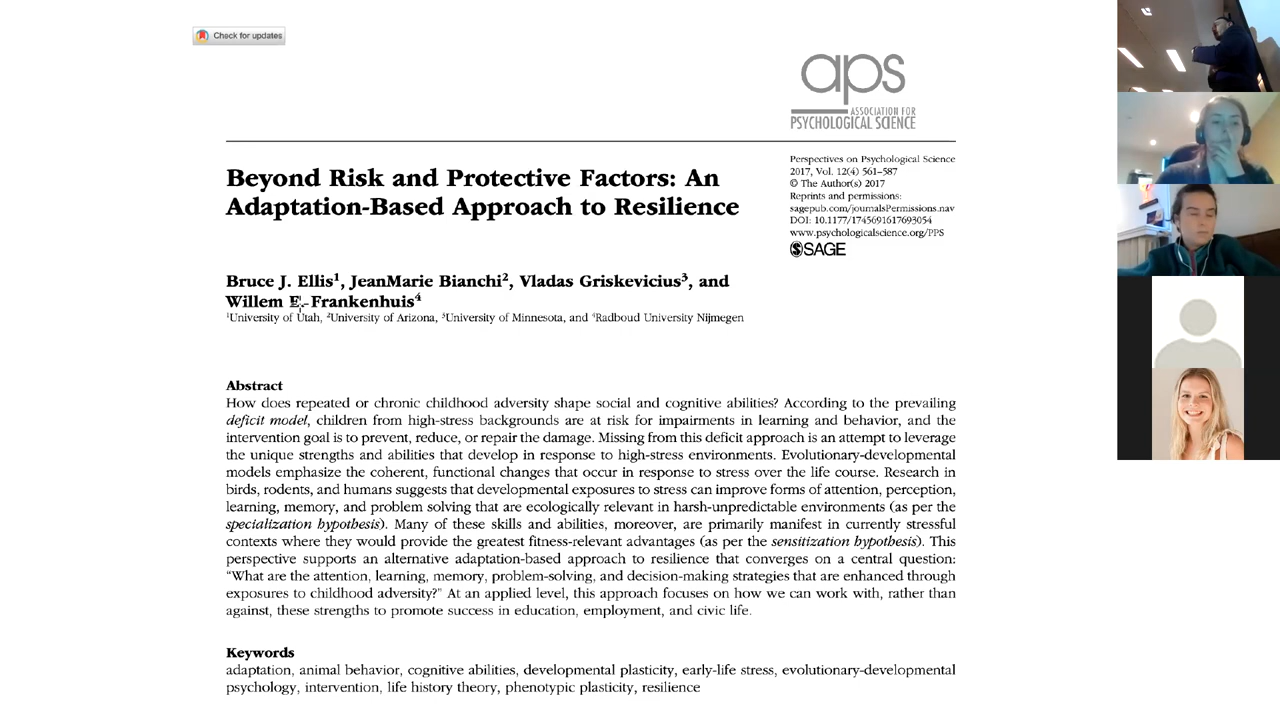 Check for updates
aps
ASSOCIATION FOR
PSYCHOLOGICAL SCIENCE
Beyond Risk and Protective Factors: An
Adaptation-Based Approach to Resilience
Perspectives on Psychological Science
2017, Vol. 12(4) 561–587
© The Author(s) 2017
Reprints and permissions:
sagepub.com/journalsPermissions.nav
DOI: 10.1177/1745691617693054
www.psychologicalscience.org/PPS
SAGE
Bruce J. Ellis1, JeanMarie Bianchi2, Vladas Griskevicius3, and
Willem E. Frankenhuis4
1University of Utah, 2University of Arizona, 3University of Minnesota, and 4Radboud University Nijmegen
Abstract
How does repeated or chronic childhood adversity shape social and cognitive abilities? According to the prevailing
deficit model, children from high-stress backgrounds are at risk for impairments in learning and behavior, and the
intervention goal is to prevent, reduce, or repair the damage. Missing from this deficit approach is an attempt to leverage
the unique strengths and abilities that develop in response to high-stress environments. Evolutionary-developmental
models emphasize the coherent, functional changes that occur in response to stress over the life course. Research in
birds, rodents, and humans suggests that developmental exposures to stress can improve forms of attention, perception,
learning, memory, and problem solving that are ecologically relevant in harsh-unpredictable environments (as per the
specialization hypothesis). Many of these skills and abilities, moreover, are primarily manifest in currently stressful
contexts where they would provide the greatest fitness-relevant advantages (as per the sensitization hypothesis). This
perspective supports an alternative adaptation-based approach to resilience that converges on a central question:
“What are the attention, learning, memory, problem-solving, and decision-making strategies that are enhanced through
exposures to childhood adversity?” At an applied level, this approach focuses on how we can work with, rather than
against, these strengths to promote success in education, employment, and civic life.
Keywords
adaptation, animal behavior, cognitive abilities, developmental plasticity, early-life stress, evolutionary-developmental
psychology, intervention, life history theory, phenotypic plasticity, resilience